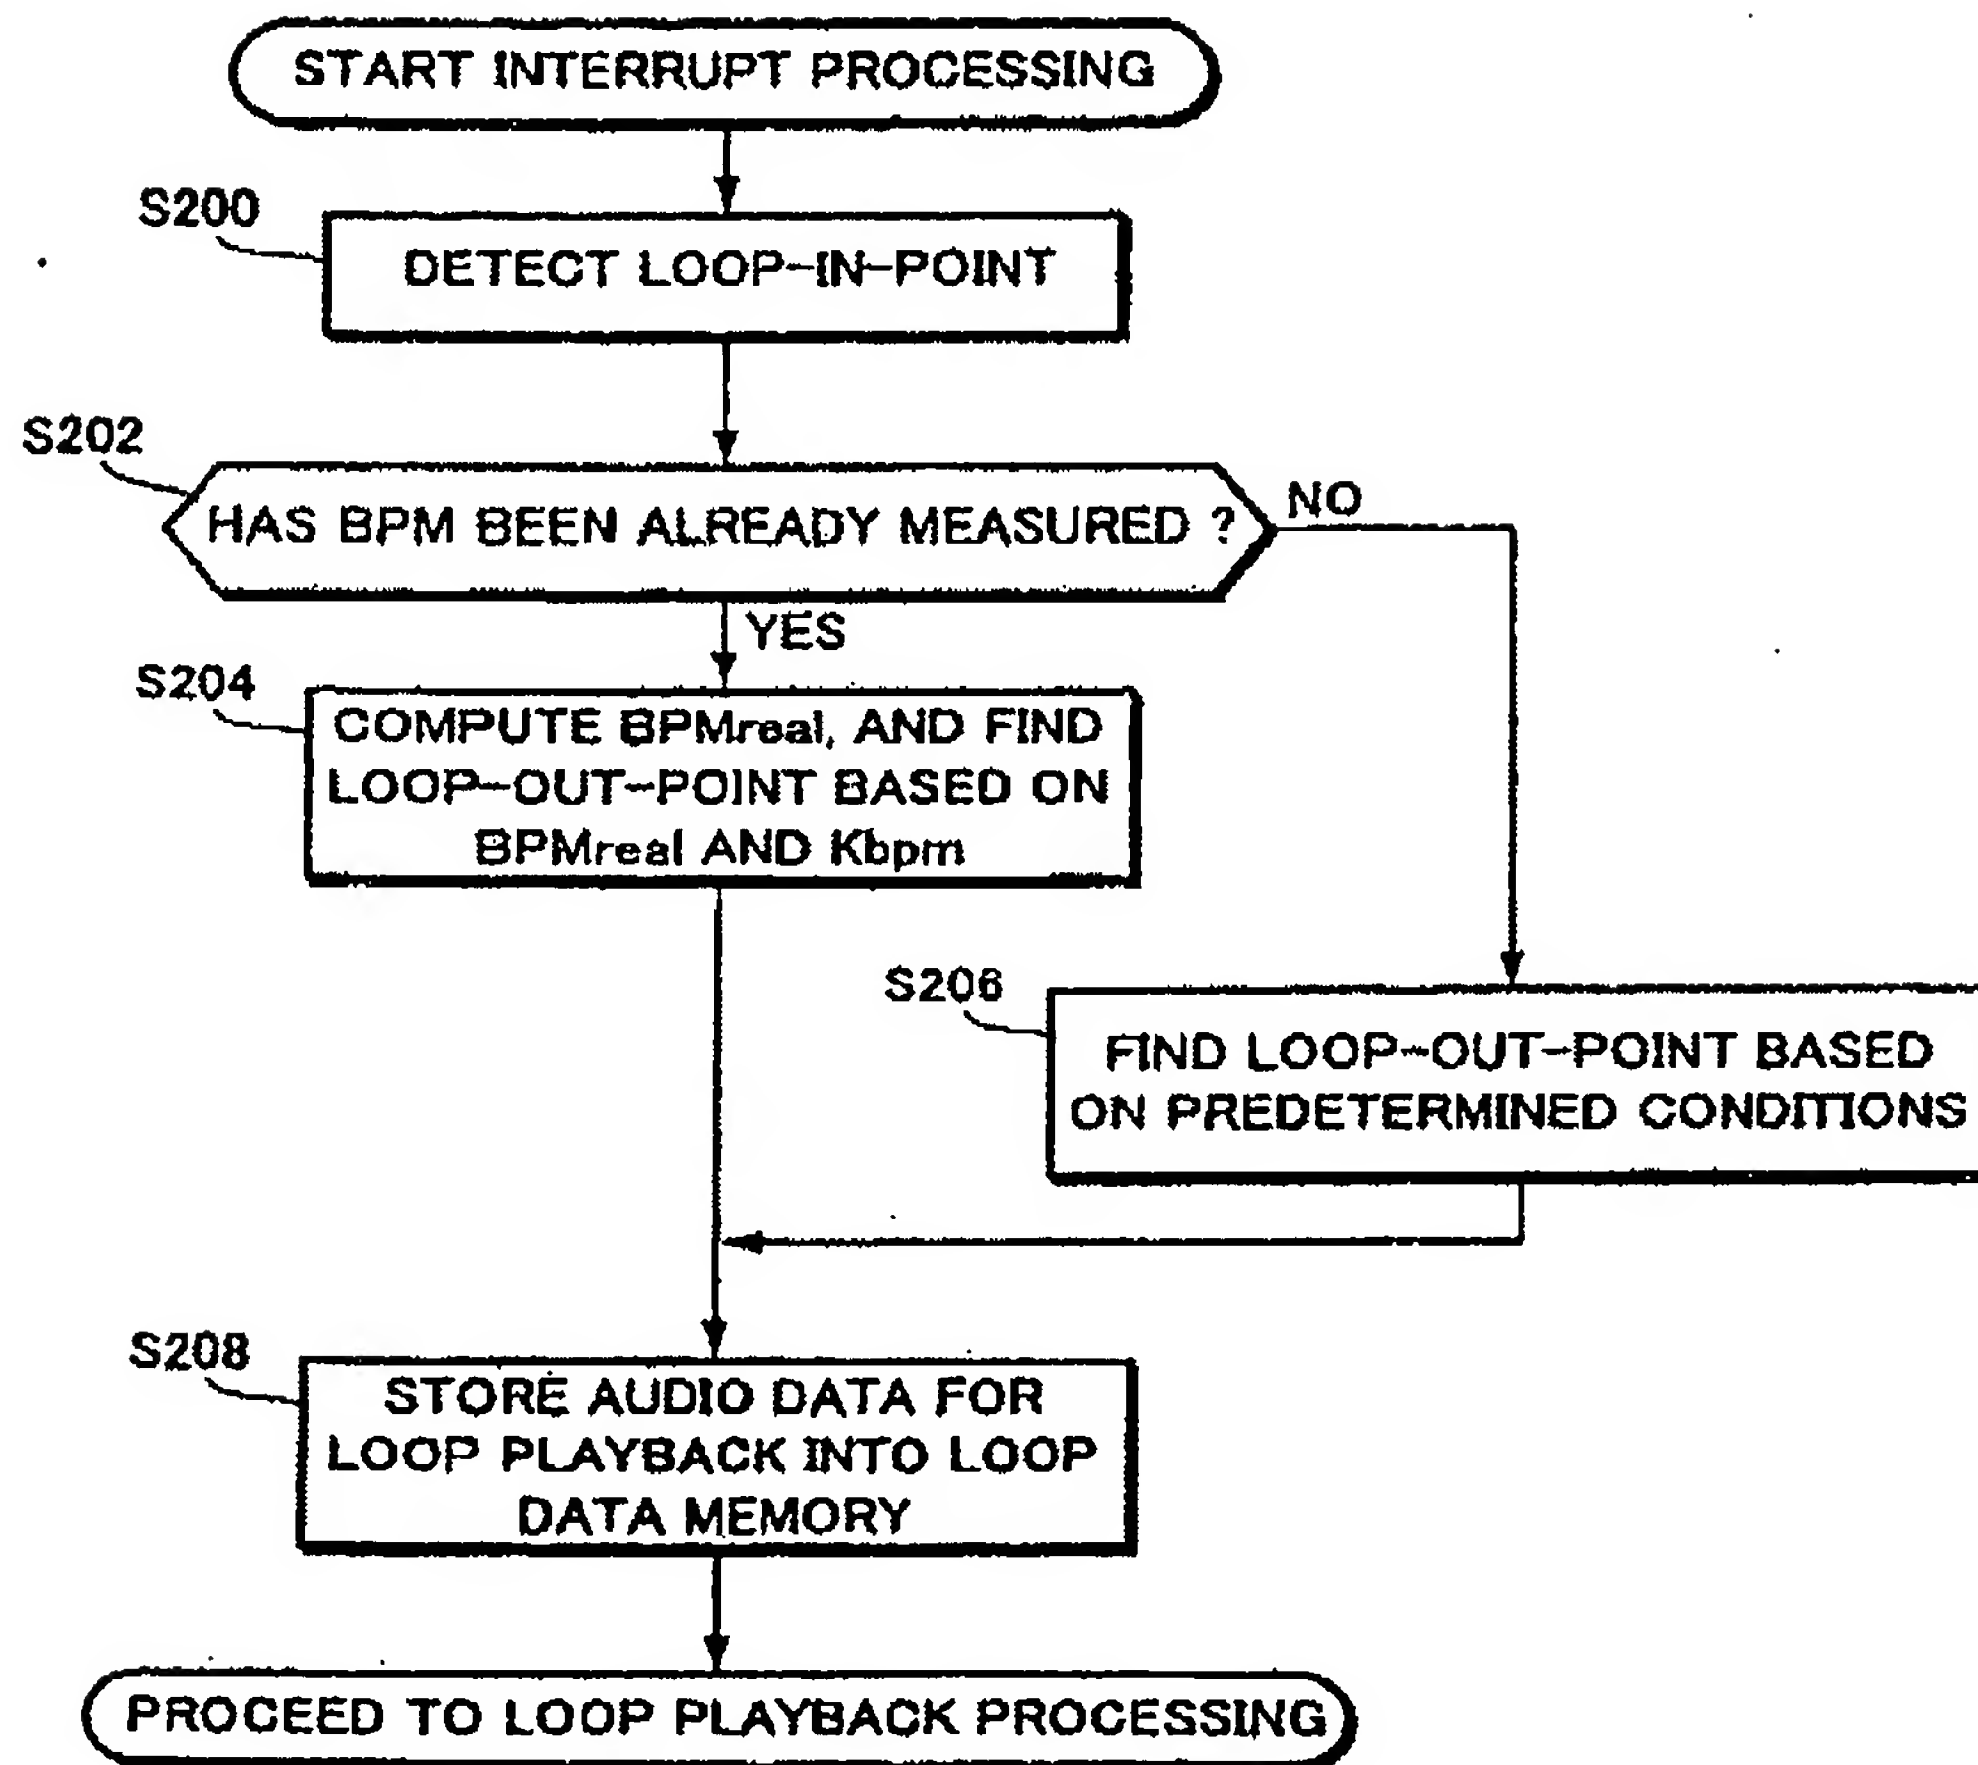 START INTERRUPT PROCESSING
S200
DETECT LOOP-IN-POINT
S202
HAS BPM BEEN ALREADY MEASURED ?
NO
YES
S204
COMPUTE BPMreal, AND FIND
LOOP-OUT-POINT BASED ON
BPMreal AND Kbpm
S206
FIND LOOP-OUT-POINT BASED
ON PREDETERMINED CONDITIONS
S208
STORE AUDIO DATA FOR
LOOP PLAYBACK INTO LOOP
DATA MEMORY
PROCEED TO LOOP PLAYBACK PROCESSING